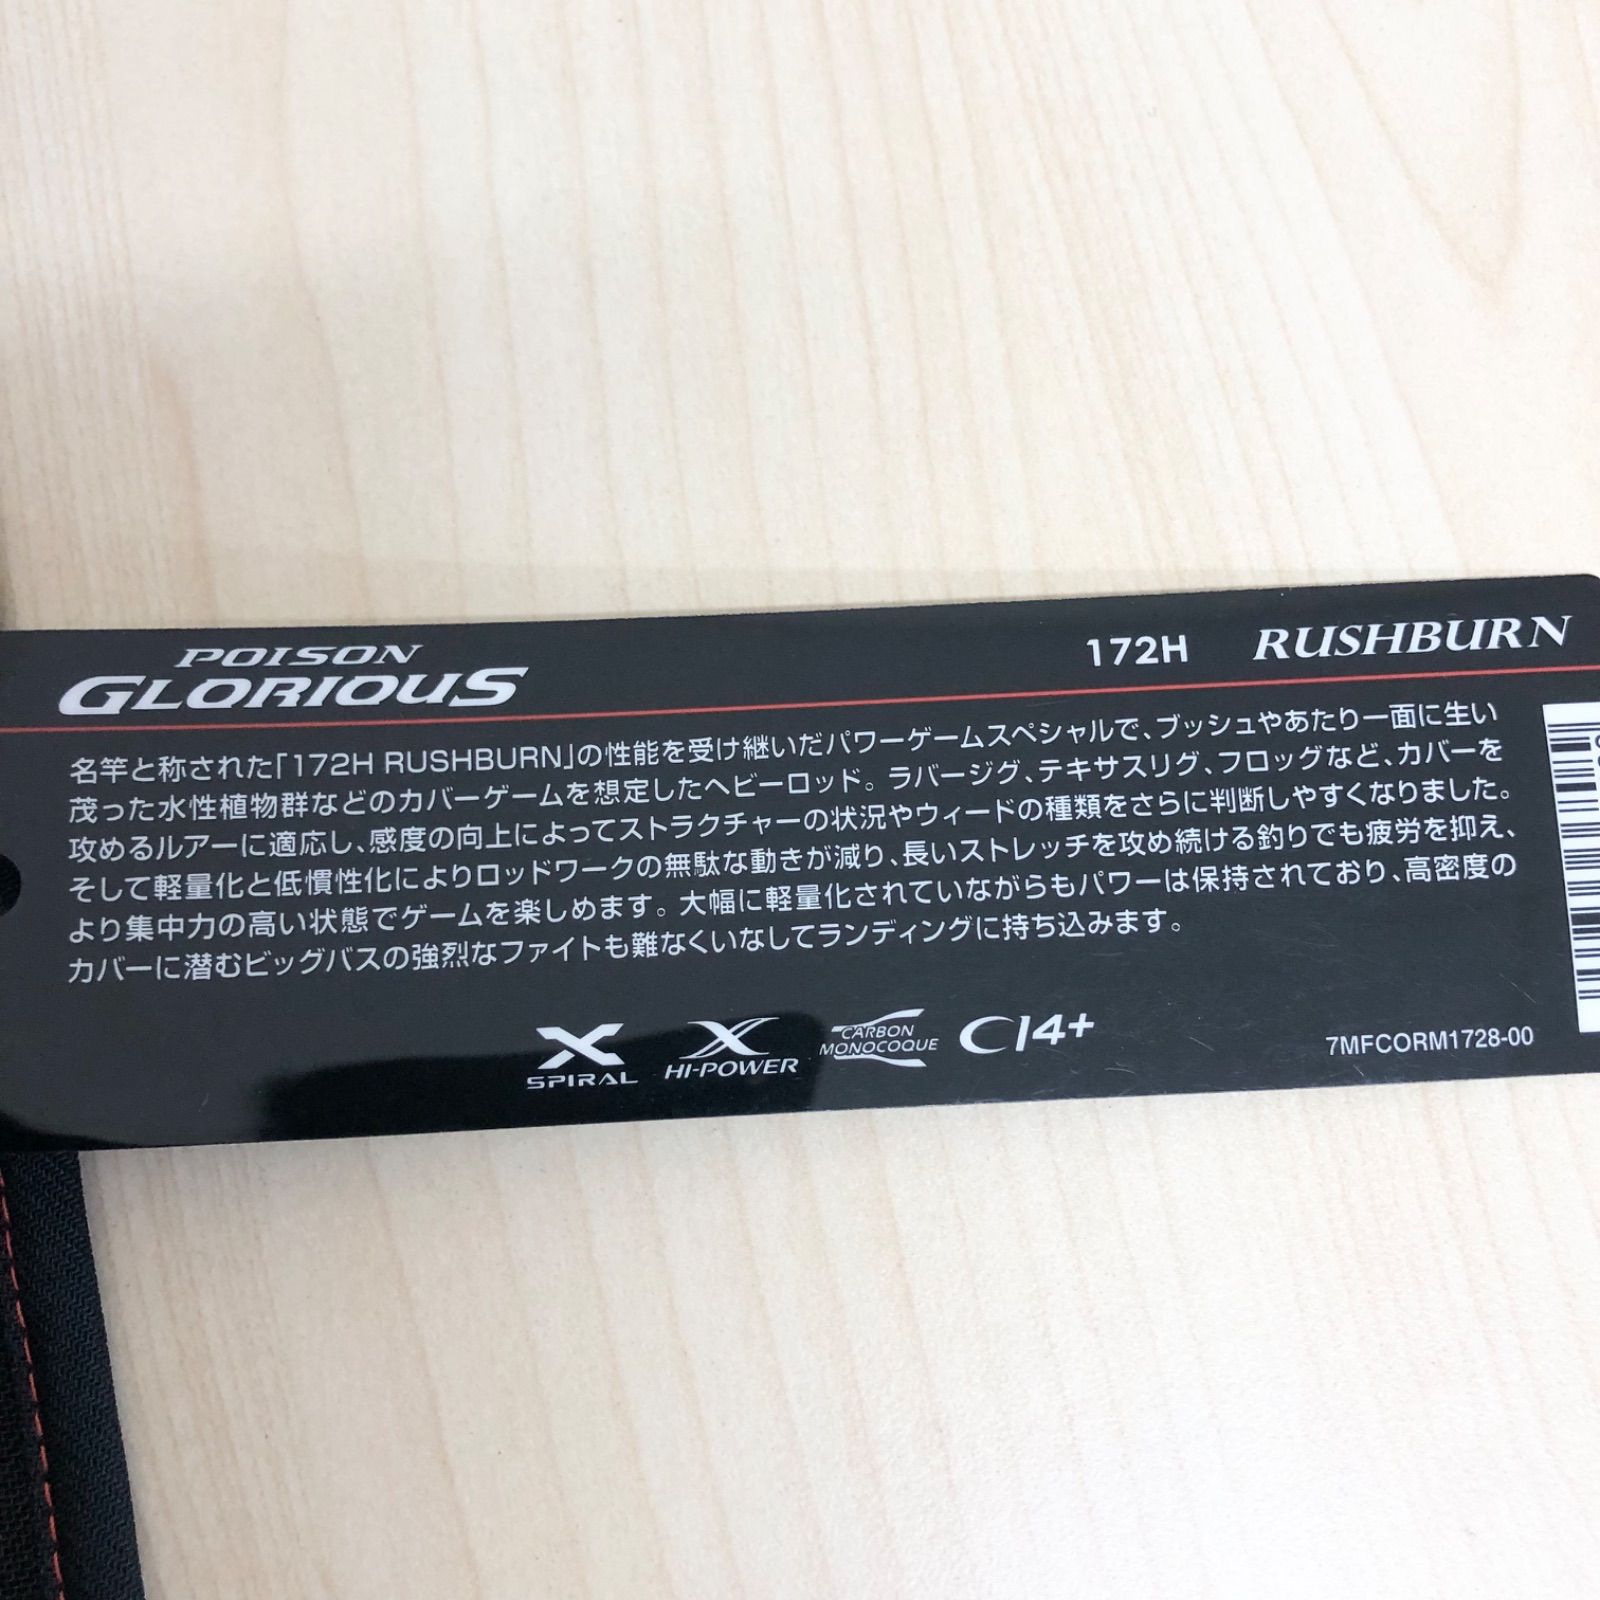 POISON
GLORIOUS
172H RUSHBURN
名竿と称された「172H RUSHBURN」の性能を受け継いだパワーゲームスペシャルで、ブッシュやあたり一面に生い
茂った水性植物群などのカバーゲームを想定したヘビーロッド。ラバージグ、テキサスリグ、フロッグなど、カバーを
攻めるルアーに適応し、感度の向上によってストラクチャーの状況やウィードの種類をさらに判断しやすくなりました。
そして軽量化と低慣性化によりロッドワークの無駄な動きが減り、長いストレッチを攻め続ける釣りでも疲労を抑え、
より集中力の高い状態でゲームを楽しめます。大幅に軽量化されていながらもパワーは保持されており、高密度の
カバーに潜むビッグバスの強烈なファイトも難なくいなしてランディングに持ち込みます。
X SPIRAL
X HI-POWER
CARBON
MONOCOQUE
CI4+
7MFCORM1728-00